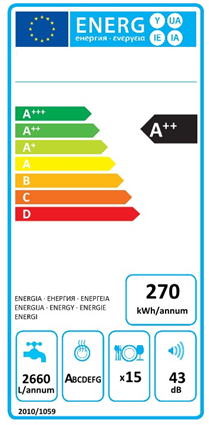 ENERG
енергия · ενεργεια
Y UA
IE IA
A+++
A++
A+
A
B
C
D
A++
270
kWh/annum
ENERGIA · ЕНЕРГИЯ · ΕΝΕΡΓΕΙΑ
ENERGIJA · ENERGY · ENERGIE
ENERGI
2660
L/annum
ABCDEFG
x15
43
dB
2010/1059